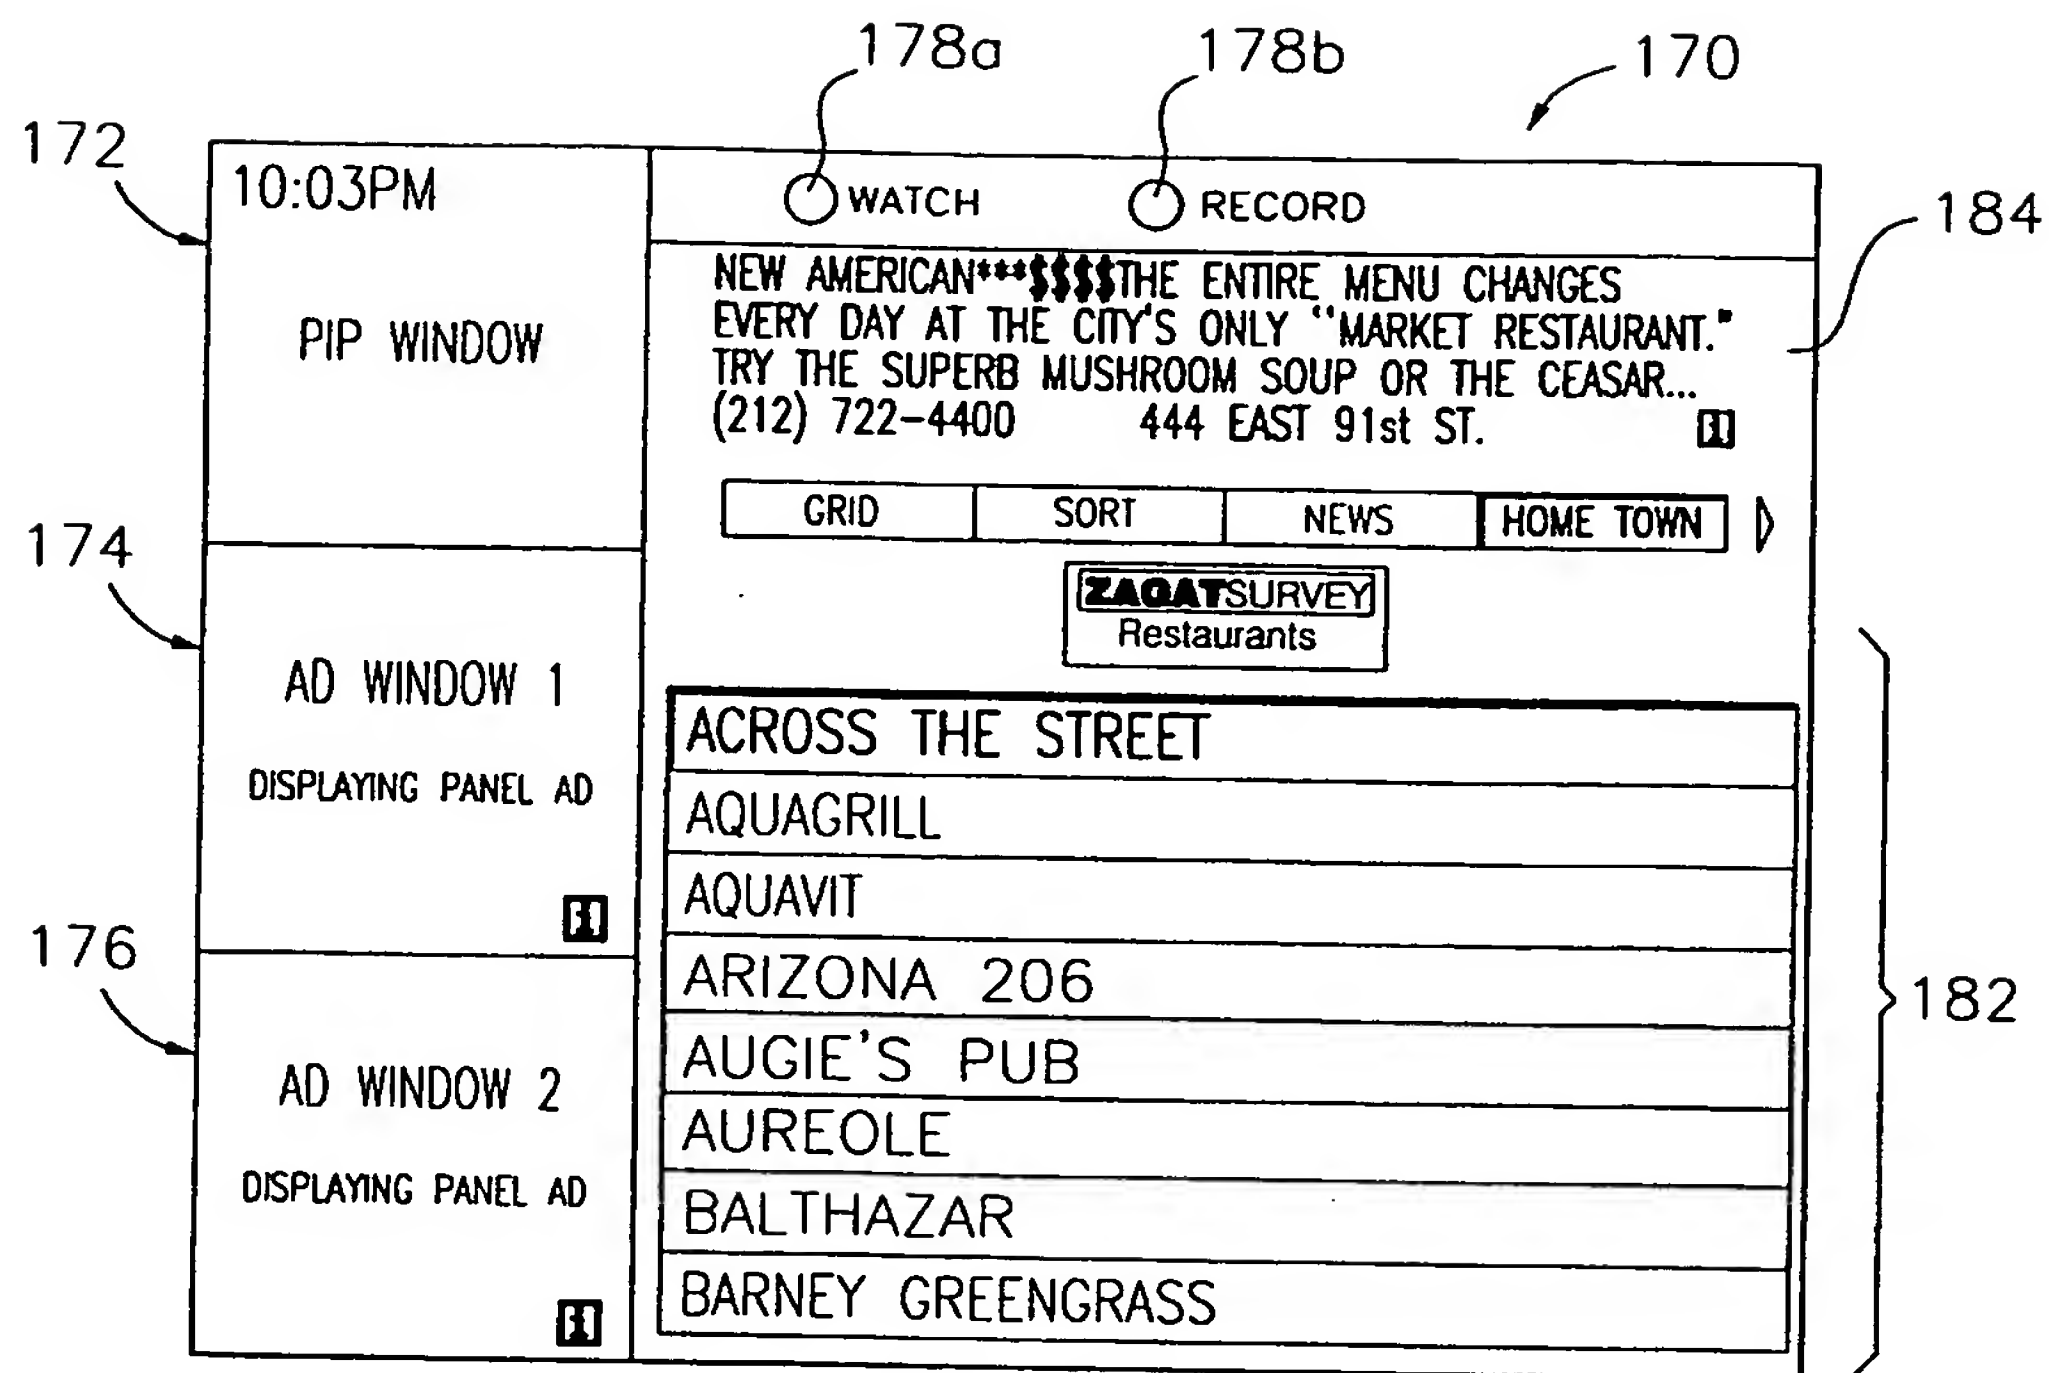 178a 178b 170
172
10:03PM WATCH RECORD
184
PIP WINDOW
NEW AMERICAN***$$$$THE ENTIRE MENU CHANGES
EVERY DAY AT THE CITY'S ONLY "MARKET RESTAURANT."
TRY THE SUPERB MUSHROOM SOUP OR THE CEASAR...
(212) 722-4400 444 EAST 91st ST. i
GRID SORT NEWS HOME TOWN
174
ZAGATSURVEY
Restaurants
AD WINDOW 1
DISPLAYING PANEL AD
i
ACROSS THE STREET
AQUAGRILL
AQUAVIT
ARIZONA 206
AUGIE'S PUB
AUREOLE
BALTHAZAR
BARNEY GREENGRASS
182
176
AD WINDOW 2
DISPLAYING PANEL AD
i